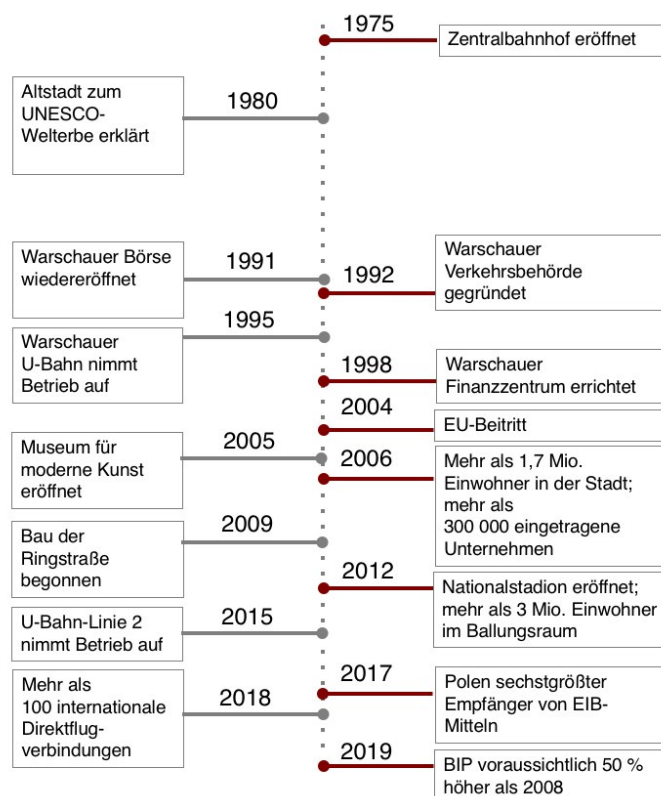 1975
Zentralbahnhof eröffnet
Altstadt zum
UNESCO-
Welterbe erklärt
1980
Warschauer Börse
wiedereröffnet
1991
1992
Warschauer
Verkehrsbehörde
gegründet
Warschauer
U-Bahn nimmt
Betrieb auf
1995
1998
Warschauer
Finanzzentrum errichtet
2004
EU-Beitritt
Museum für
moderne Kunst
eröffnet
2005
2006
Mehr als 1,7 Mio.
Einwohner in der Stadt;
mehr als
300 000 eingetragene
Unternehmen
Bau der
Ringstraße
begonnen
2009
2012
Nationalstadion eröffnet;
mehr als 3 Mio. Einwohner
im Ballungsraum
U-Bahn-Linie 2
nimmt Betrieb auf
2015
2017
Polen sechstgrößter
Empfänger von EIB-
Mitteln
Mehr als
100 internationale
Direktflug-
verbindungen
2018
2019
BIP voraussichtlich 50 %
höher als 2008